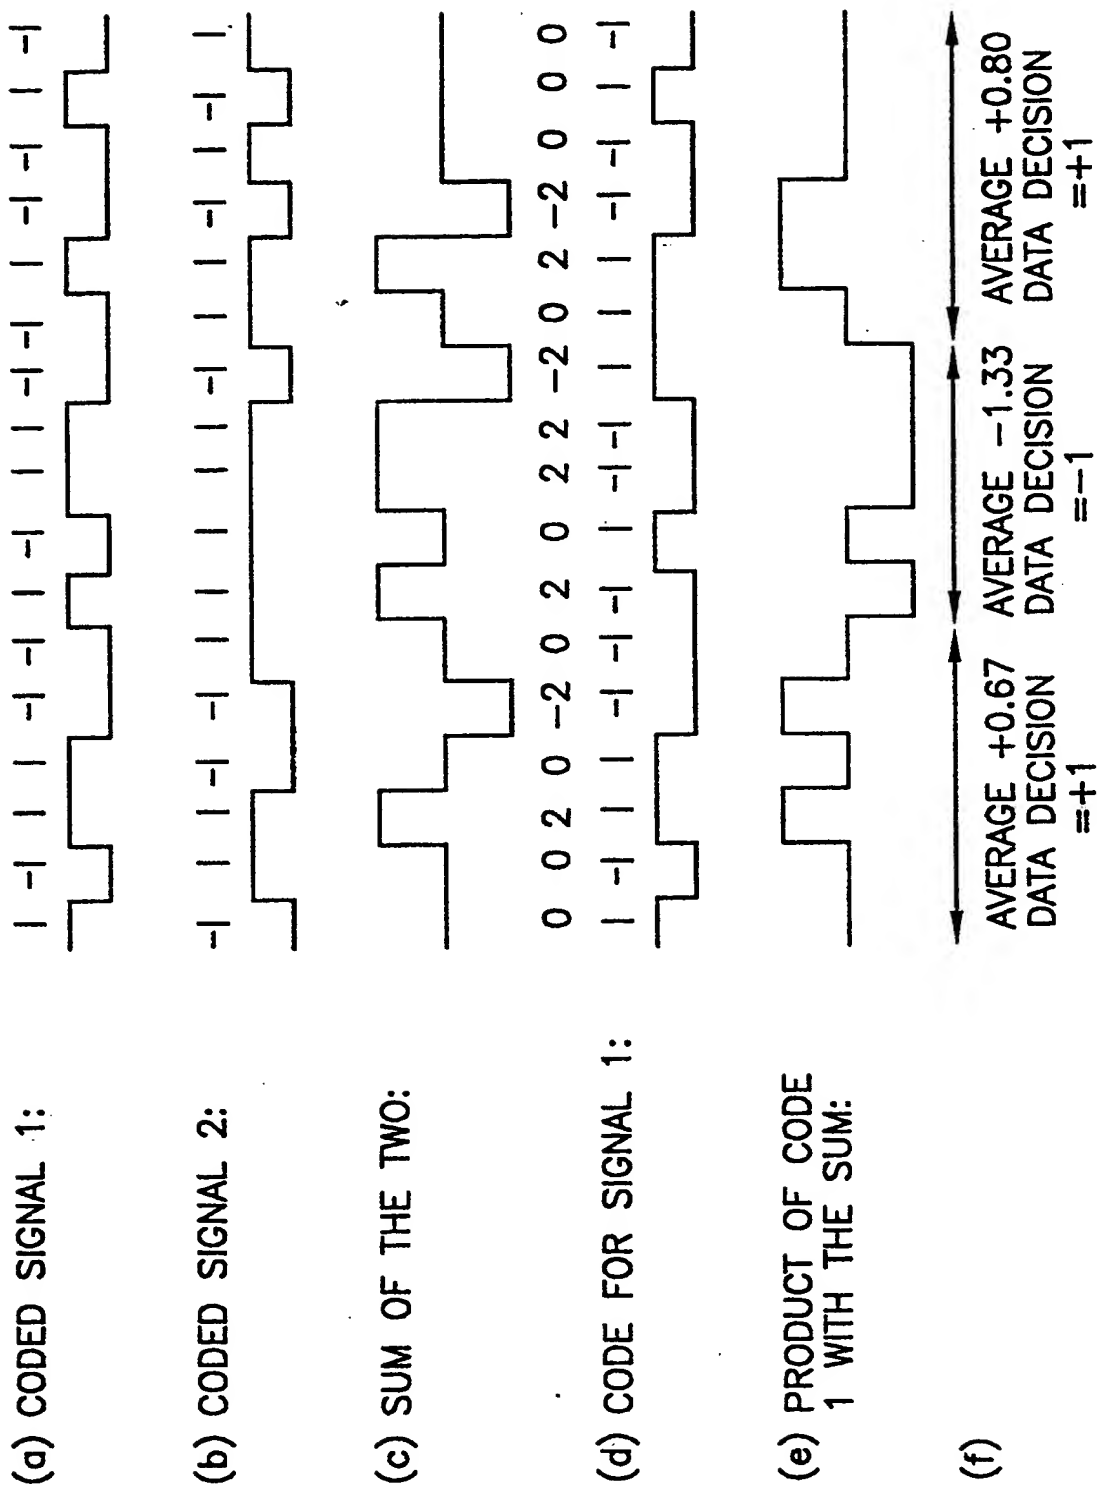 (a) CODED SIGNAL 1: 1 -1 1 1 -1 -1 1 -1 1 1 -1 -1 1 -1 -1 1 -1
(b) CODED SIGNAL 2: -1 1 1 -1 -1 1 1 1 1 1 -1 1 1 -1 1 -1 1
(c) SUM OF THE TWO:
0 0 2 0 -2 0 2 0 2 2 -2 0 2 -2 0 0 0
(d) CODE FOR SIGNAL 1: 1 -1 1 1 -1 -1 -1 1 -1 -1 1 1 1 -1 -1 1 -1
(e) PRODUCT OF CODE
1 WITH THE SUM:
(f)
AVERAGE +0.67
DATA DECISION
=+1
AVERAGE -1.33
DATA DECISION
=-1
AVERAGE +0.80
DATA DECISION
=+1